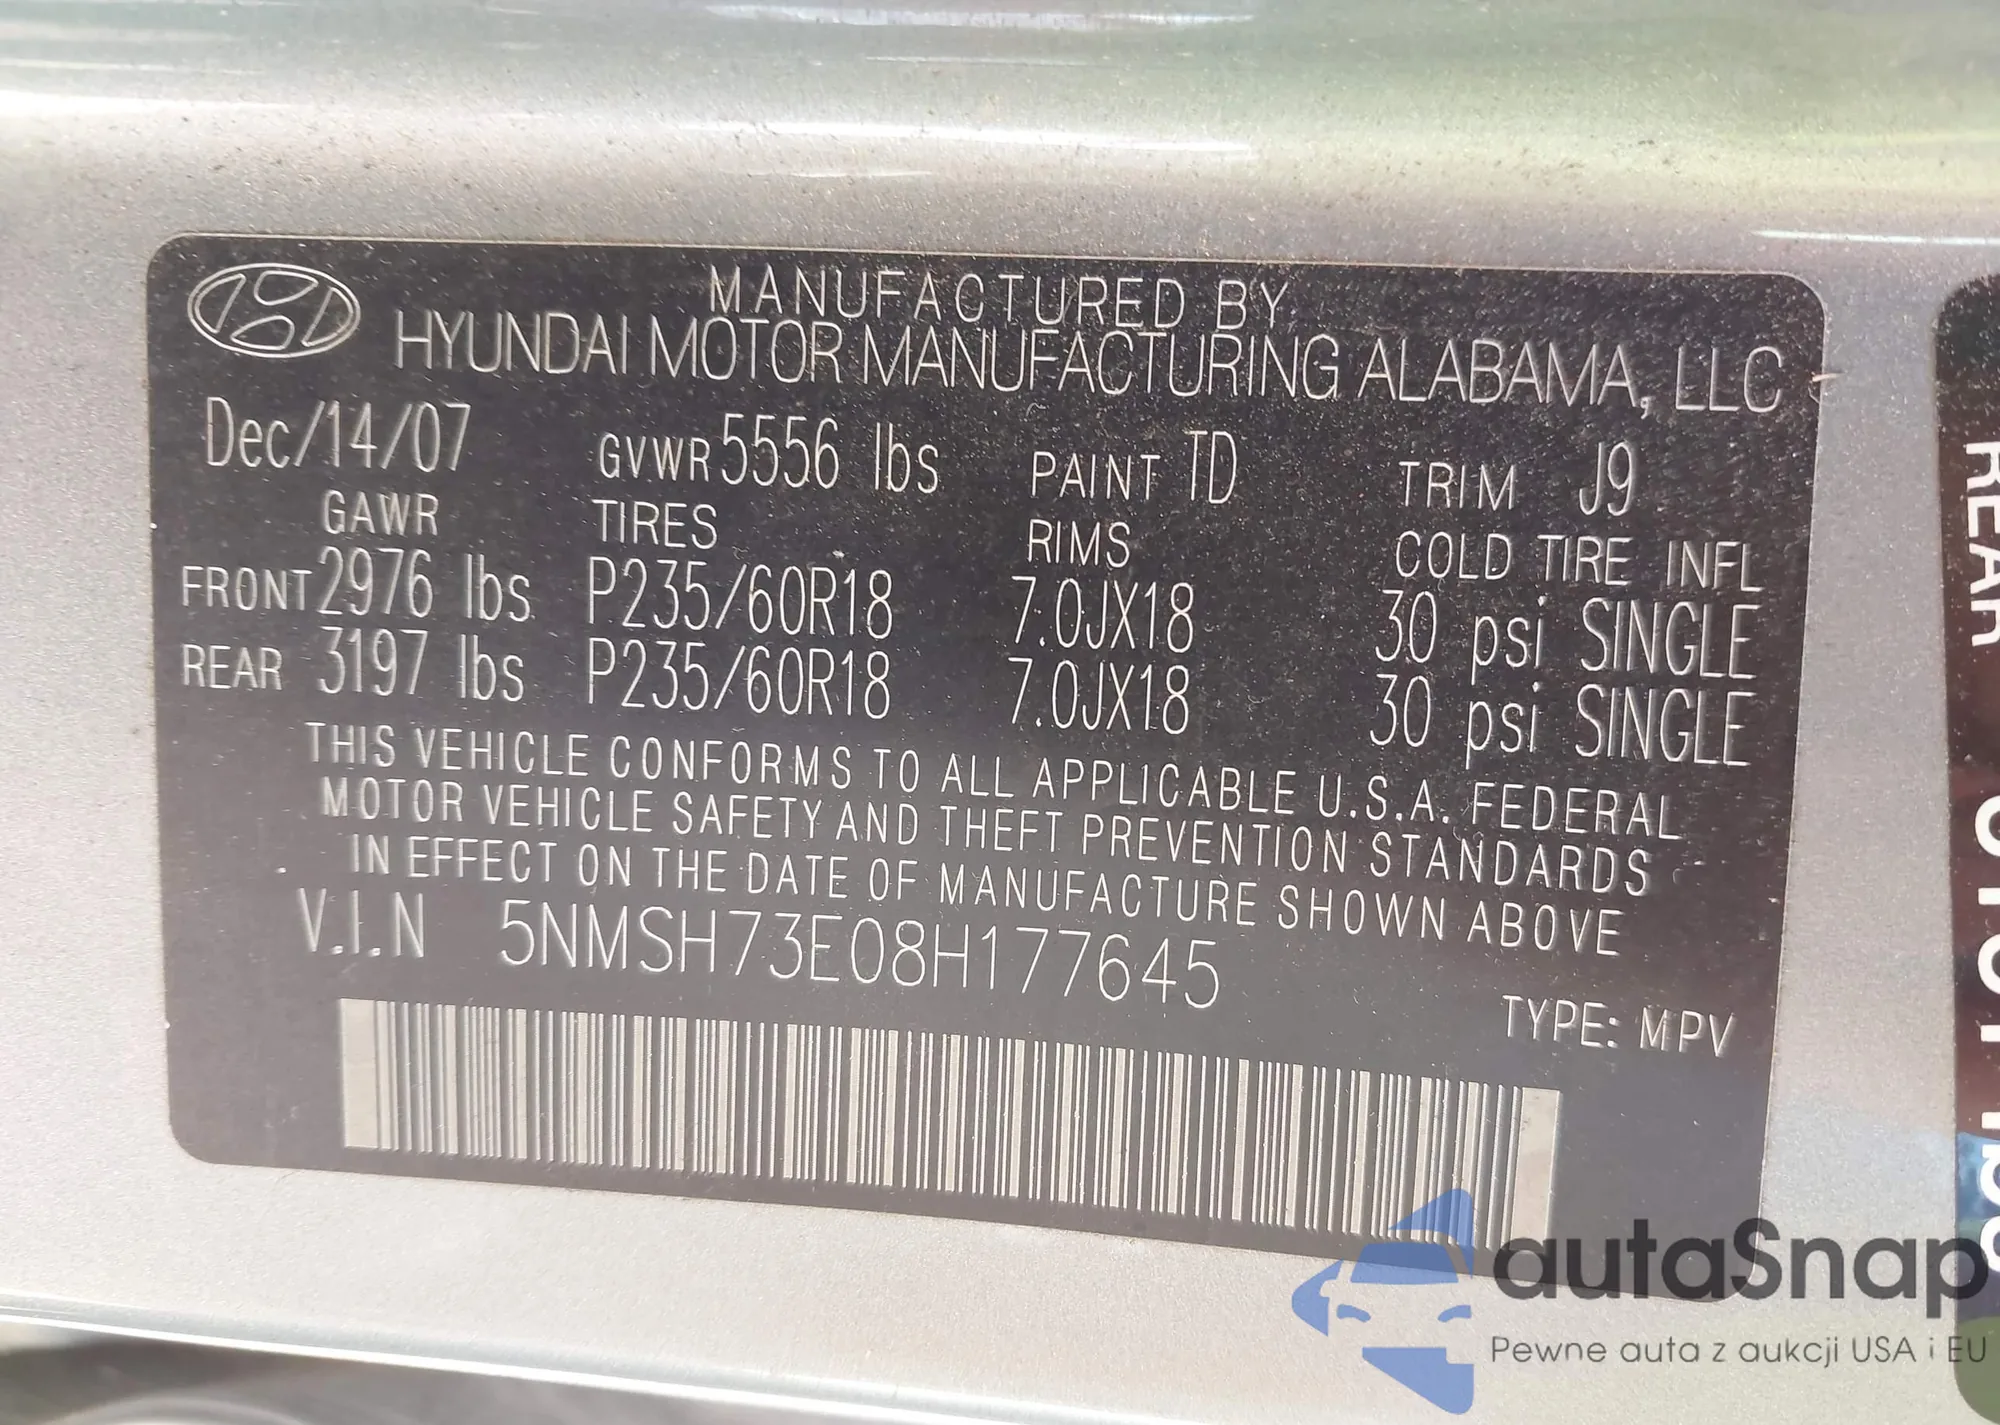 MANUFACTURED BY
HYUNDAI MOTOR MANUFACTURING ALABAMA, LLC
Dec/14/07 GVWR 5556 lbs PAINT TD TRIM J9
GAWR TIRES RIMS COLD TIRE INFL
FRONT 2976 lbs P235/60R18 7.0JX18 30 psi SINGLE
REAR 3197 lbs P235/60R18 7.0JX18 30 psi SINGLE
THIS VEHICLE CONFORMS TO ALL APPLICABLE U.S.A. FEDERAL
MOTOR VEHICLE SAFETY AND THEFT PREVENTION STANDARDS
IN EFFECT ON THE DATE OF MANUFACTURE SHOWN ABOVE
V.I.N 5NMSH73E08H177645
TYPE: MPV
REAR
autaSnap
Pewne auta z aukcji USA i EU